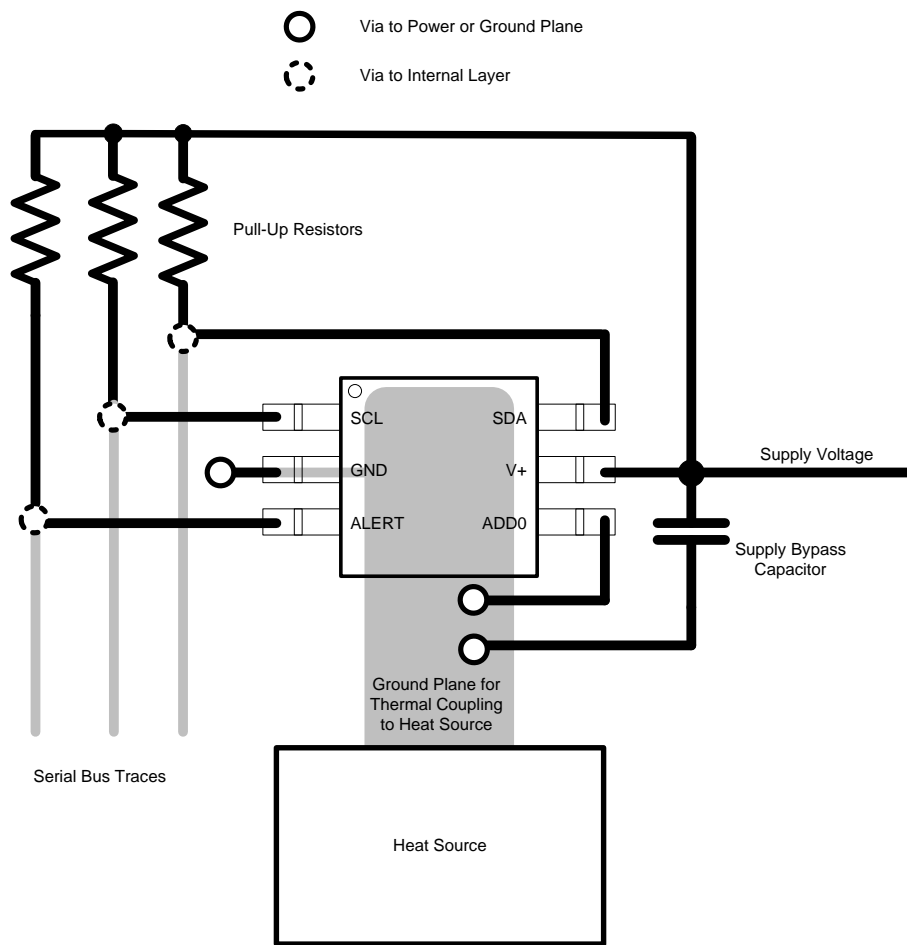 Via to Power or Ground Plane
Via to Internal Layer
Pull-Up Resistors
SCL
SDA
GND
V+
Supply Voltage
ALERT
ADD0
Supply Bypass
Capacitor
Ground Plane for
Thermal Coupling
to Heat Source
Serial Bus Traces
Heat Source